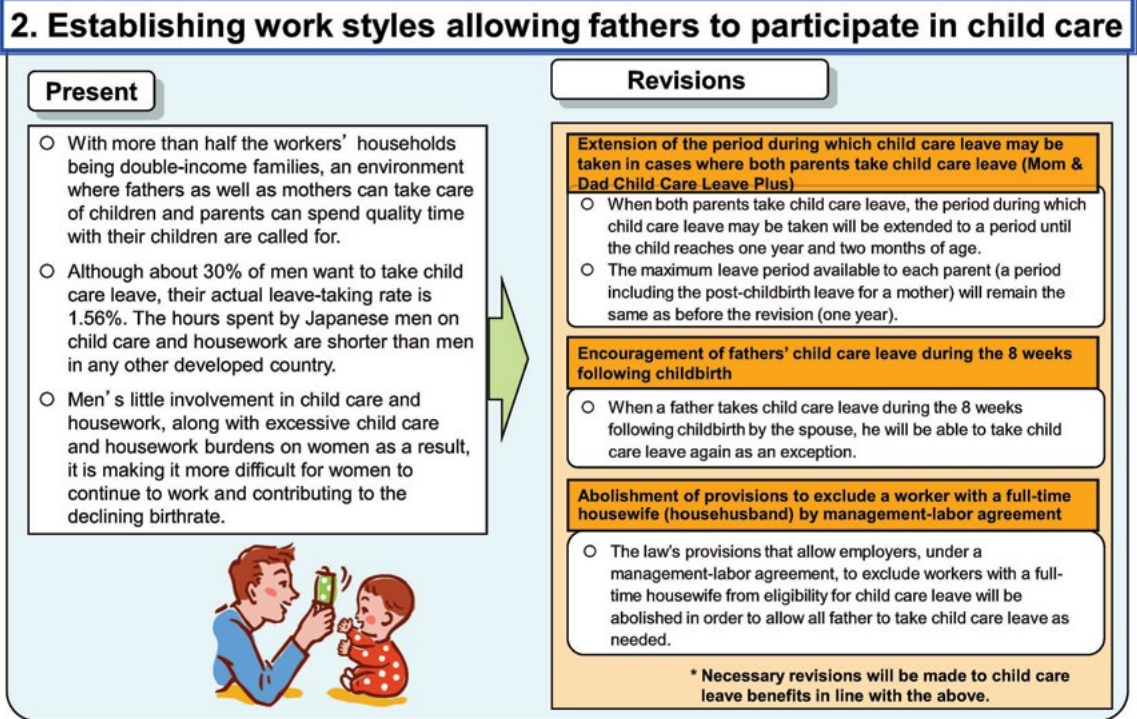 2. Establishing work styles allowing fathers to participate in child care
Present
○ With more than half the workers’ households
being double-income families, an environment
where fathers as well as mothers can take care
of children and parents can spend quality time
with their children are called for.
○ Although about 30% of men want to take child
care leave, their actual leave-taking rate is
1.56%. The hours spent by Japanese men on
child care and housework are shorter than men
in any other developed country.
○ Men’s little involvement in child care and
housework, along with excessive child care
and housework burdens on women as a result,
it is making it more difficult for women to
continue to work and contributing to the
declining birthrate.
Revisions
Extension of the period during which child care leave may be
taken in cases where both parents take child care leave (Mom &
Dad Child Care Leave Plus)
○ When both parents take child care leave, the period during which
child care leave may be taken will be extended to a period until
the child reaches one year and two months of age.
○ The maximum leave period available to each parent (a period
including the post-childbirth leave for a mother) will remain the
same as before the revision (one year).
Encouragement of fathers’ child care leave during the 8 weeks
following childbirth
○ When a father takes child care leave during the 8 weeks
following childbirth by the spouse, he will be able to take child
care leave again as an exception.
Abolishment of provisions to exclude a worker with a full-time
housewife (househusband) by management-labor agreement
○ The law’s provisions that allow employers, under a
management-labor agreement, to exclude workers with a full-
time housewife from eligibility for child care leave will be
abolished in order to allow all father to take child care leave as
needed.
* Necessary revisions will be made to child care
leave benefits in line with the above.